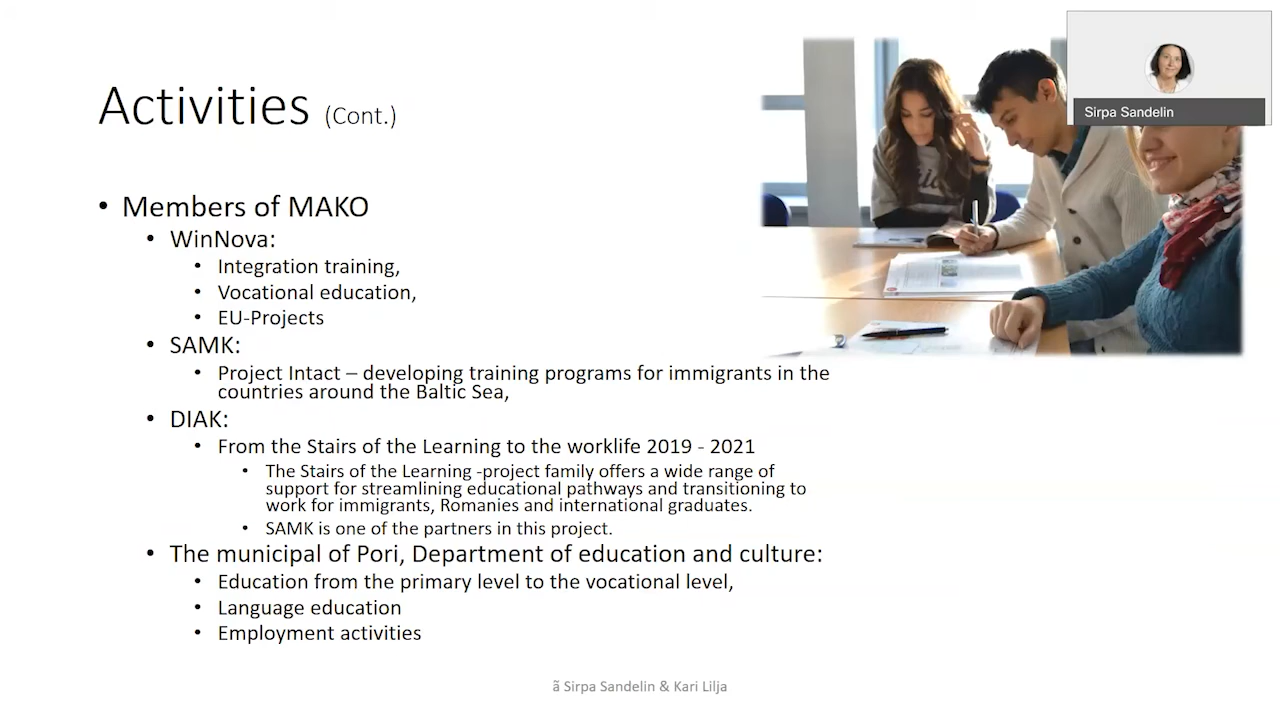 Activities (Cont.)
Sirpa Sandelin
• Members of MAKO
• WinNova:
• Integration training,
• Vocational education,
• EU-Projects
• SAMK:
• Project Intact – developing training programs for immigrants in the
countries around the Baltic Sea,
• DIAK:
• From the Stairs of the Learning to the worklife 2019 - 2021
• The Stairs of the Learning -project family offers a wide range of
support for streamlining educational pathways and transitioning to
work for immigrants, Romanies and international graduates.
• SAMK is one of the partners in this project.
• The municipal of Pori, Department of education and culture:
• Education from the primary level to the vocational level,
• Language education
• Employment activities
ã Sirpa Sandelin & Kari Lilja